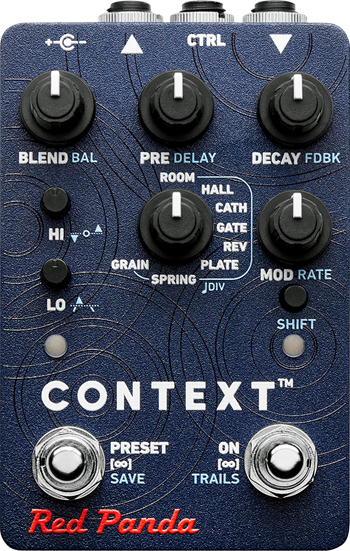 CTRL
BLEND BAL
PRE DELAY
DECAY FDBK
ROOM
HALL
CATH
GATE
REV
PLATE
SPRING
GRAIN
♩DIV
HI
LO
MOD RATE
SHIFT
CONTEXT™
PRESET
[∞]
SAVE
ON
[∞]
TRAILS
Red Panda